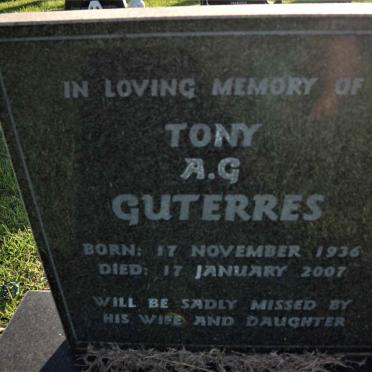 IN LOVING MEMORY OF
TONY
A.G
GUTERRES
BORN: 17 NOVEMBER 1936
DIED: 17 JANUARY 2007
WILL BE SADLY MISSED BY
HIS WIFE AND DAUGHTER